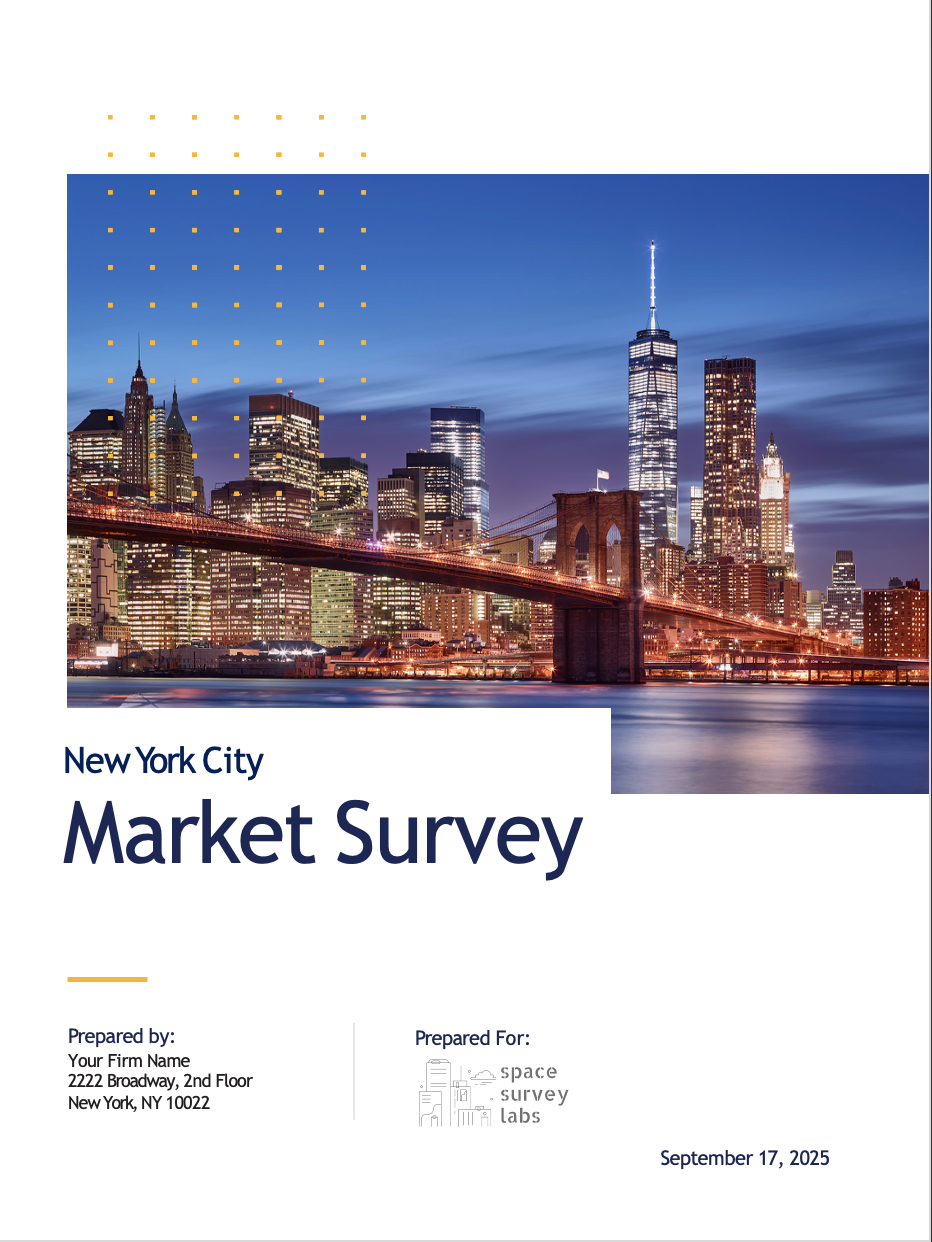 New York City
Market Survey
Prepared by:
Your Firm Name
2222 Broadway, 2nd Floor
New York, NY 10022
Prepared For:
space
survey
labs
September 17, 2025